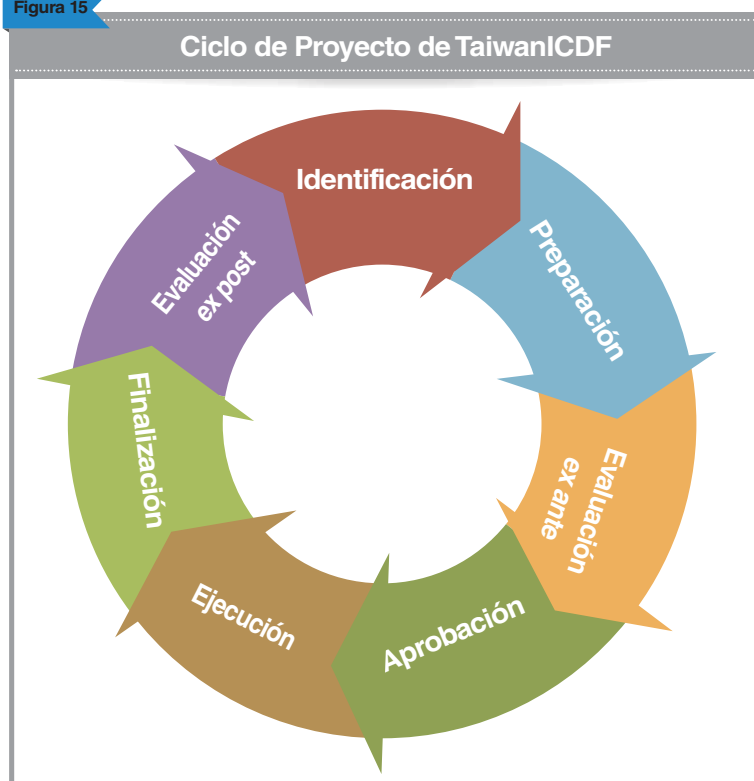 Figura 15
Ciclo de Proyecto de TaiwanICDF
Identificación
Preparación
Evaluación
ex ante
Aprobación
Ejecución
Finalización
Evaluación
ex post